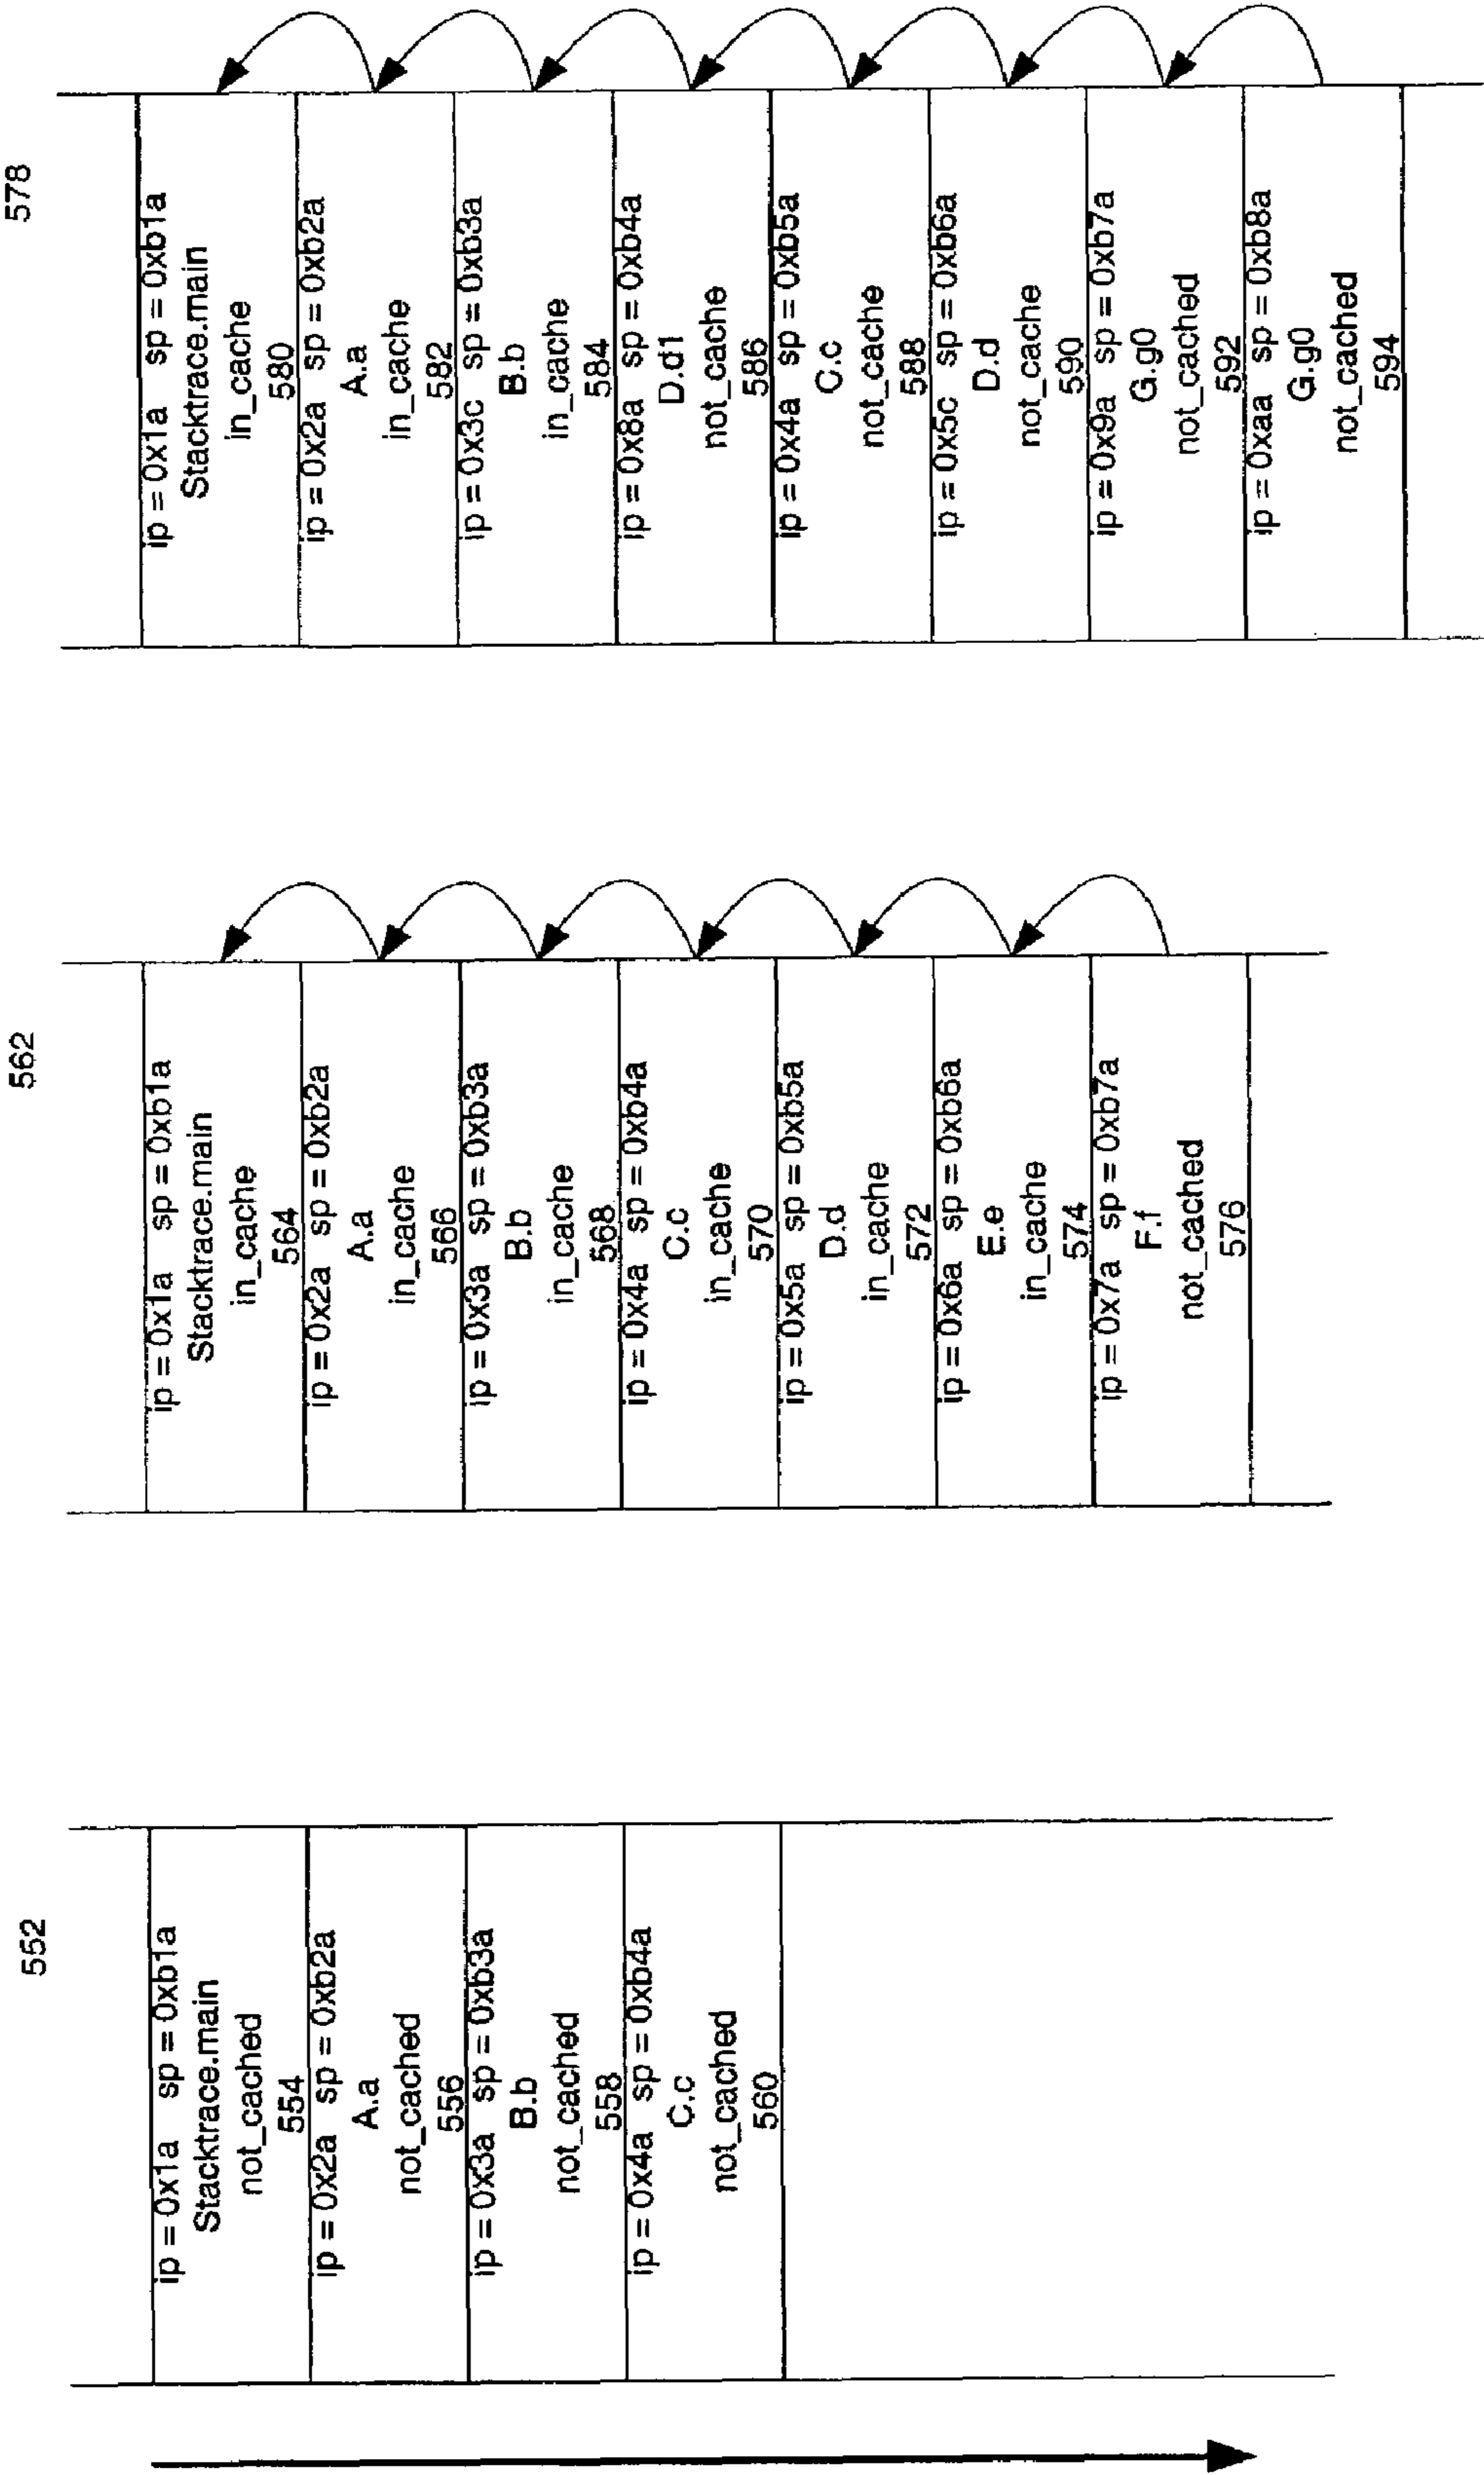 552
ip = 0x1a sp = 0xb1a
Stacktrace.main
not_cached
554
ip = 0x2a sp = 0xb2a
A.a
not_cached
556
ip = 0x3a sp = 0xb3a
B.b
not_cached
558
ip = 0x4a sp = 0xb4a
C.c
not_cached
560
562
ip = 0x1a sp = 0xb1a
Stacktrace.main
in_cache
564
ip = 0x2a sp = 0xb2a
A.a
in_cache
566
ip = 0x3a sp = 0xb3a
B.b
in_cache
568
ip = 0x4a sp = 0xb4a
C.c
in_cache
570
ip = 0x5a sp = 0xb5a
D.d
in_cache
572
ip = 0x6a sp = 0xb6a
E.e
in_cache
574
ip = 0x7a sp = 0xb7a
F.f
not_cached
576
578
ip = 0x1a sp = 0xb1a
Stacktrace.main
in_cache
580
ip = 0x2a sp = 0xb2a
A.a
in_cache
582
ip = 0x3c sp = 0xb3a
B.b
in_cache
584
ip = 0x8a sp = 0xb4a
D.d1
not_cache
586
ip = 0x4a sp = 0xb5a
C.c
not_cache
588
ip = 0x5c sp = 0xb6a
D.d
not_cache
590
ip = 0x9a sp = 0xb7a
G.g0
not_cached
592
ip = 0xaa sp = 0xb8a
G.g0
not_cached
594